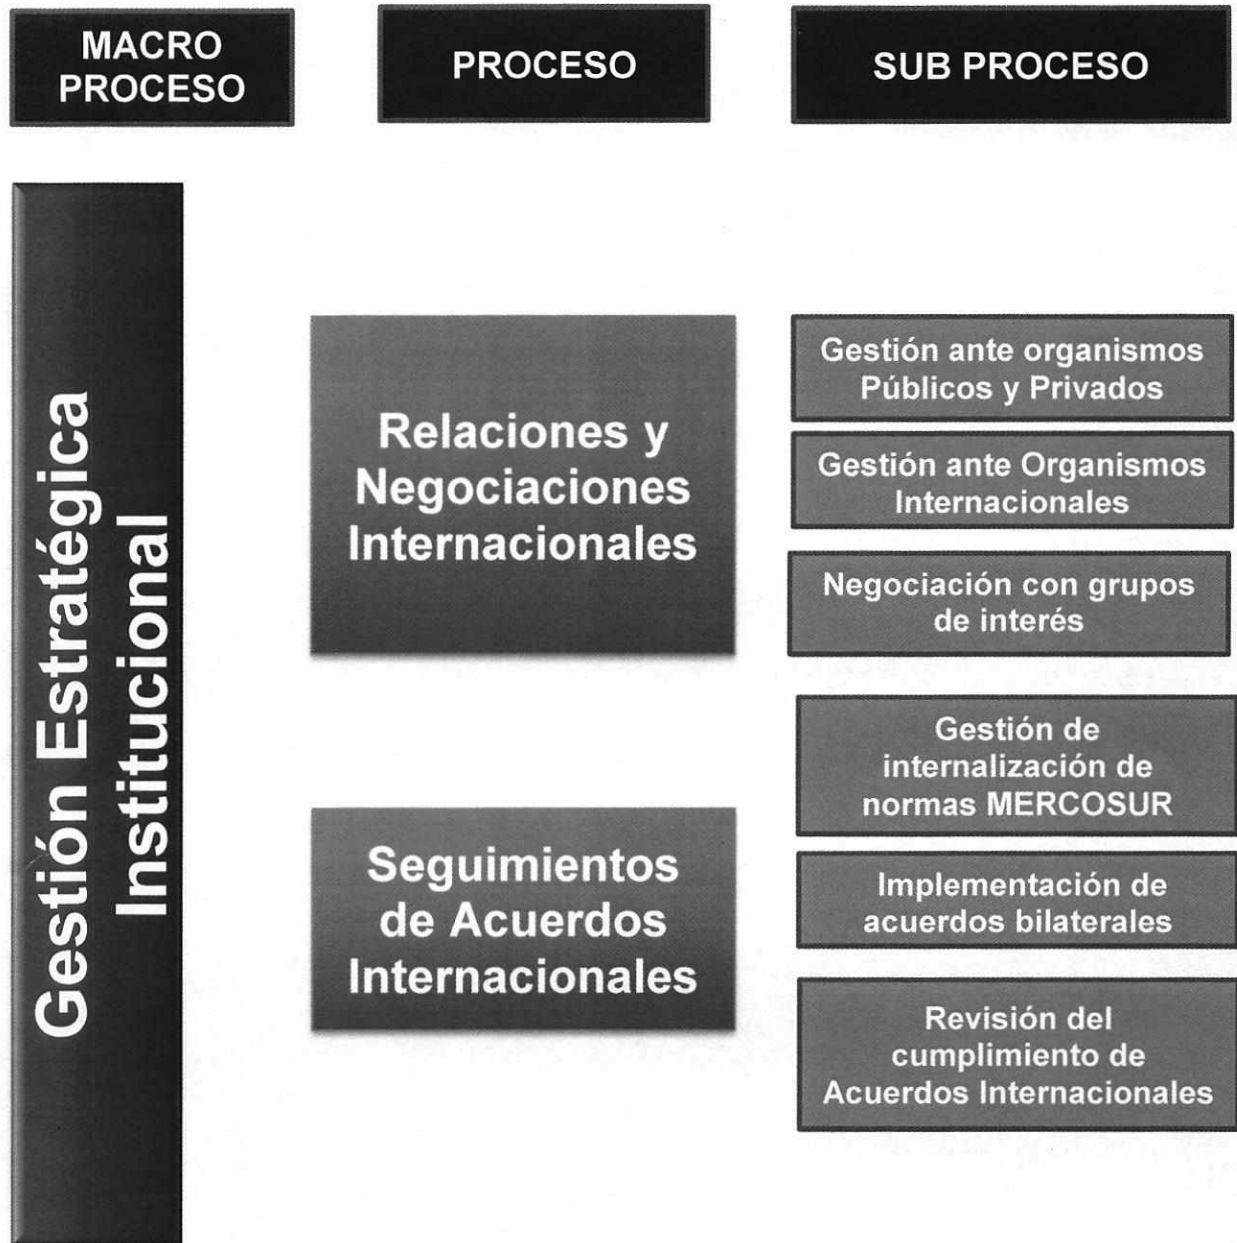 MACRO
PROCESO
PROCESO
SUB PROCESO
Gestión Estratégica
Institucional
Relaciones y
Negociaciones
Internacionales
Gestión ante organismos
Públicos y Privados
Gestión ante Organismos
Internacionales
Negociación con grupos
de interés
Seguimientos
de Acuerdos
Internacionales
Gestión de
internalización de
normas MERCOSUR
Implementación de
acuerdos bilaterales
Revisión del
cumplimiento de
Acuerdos Internacionales